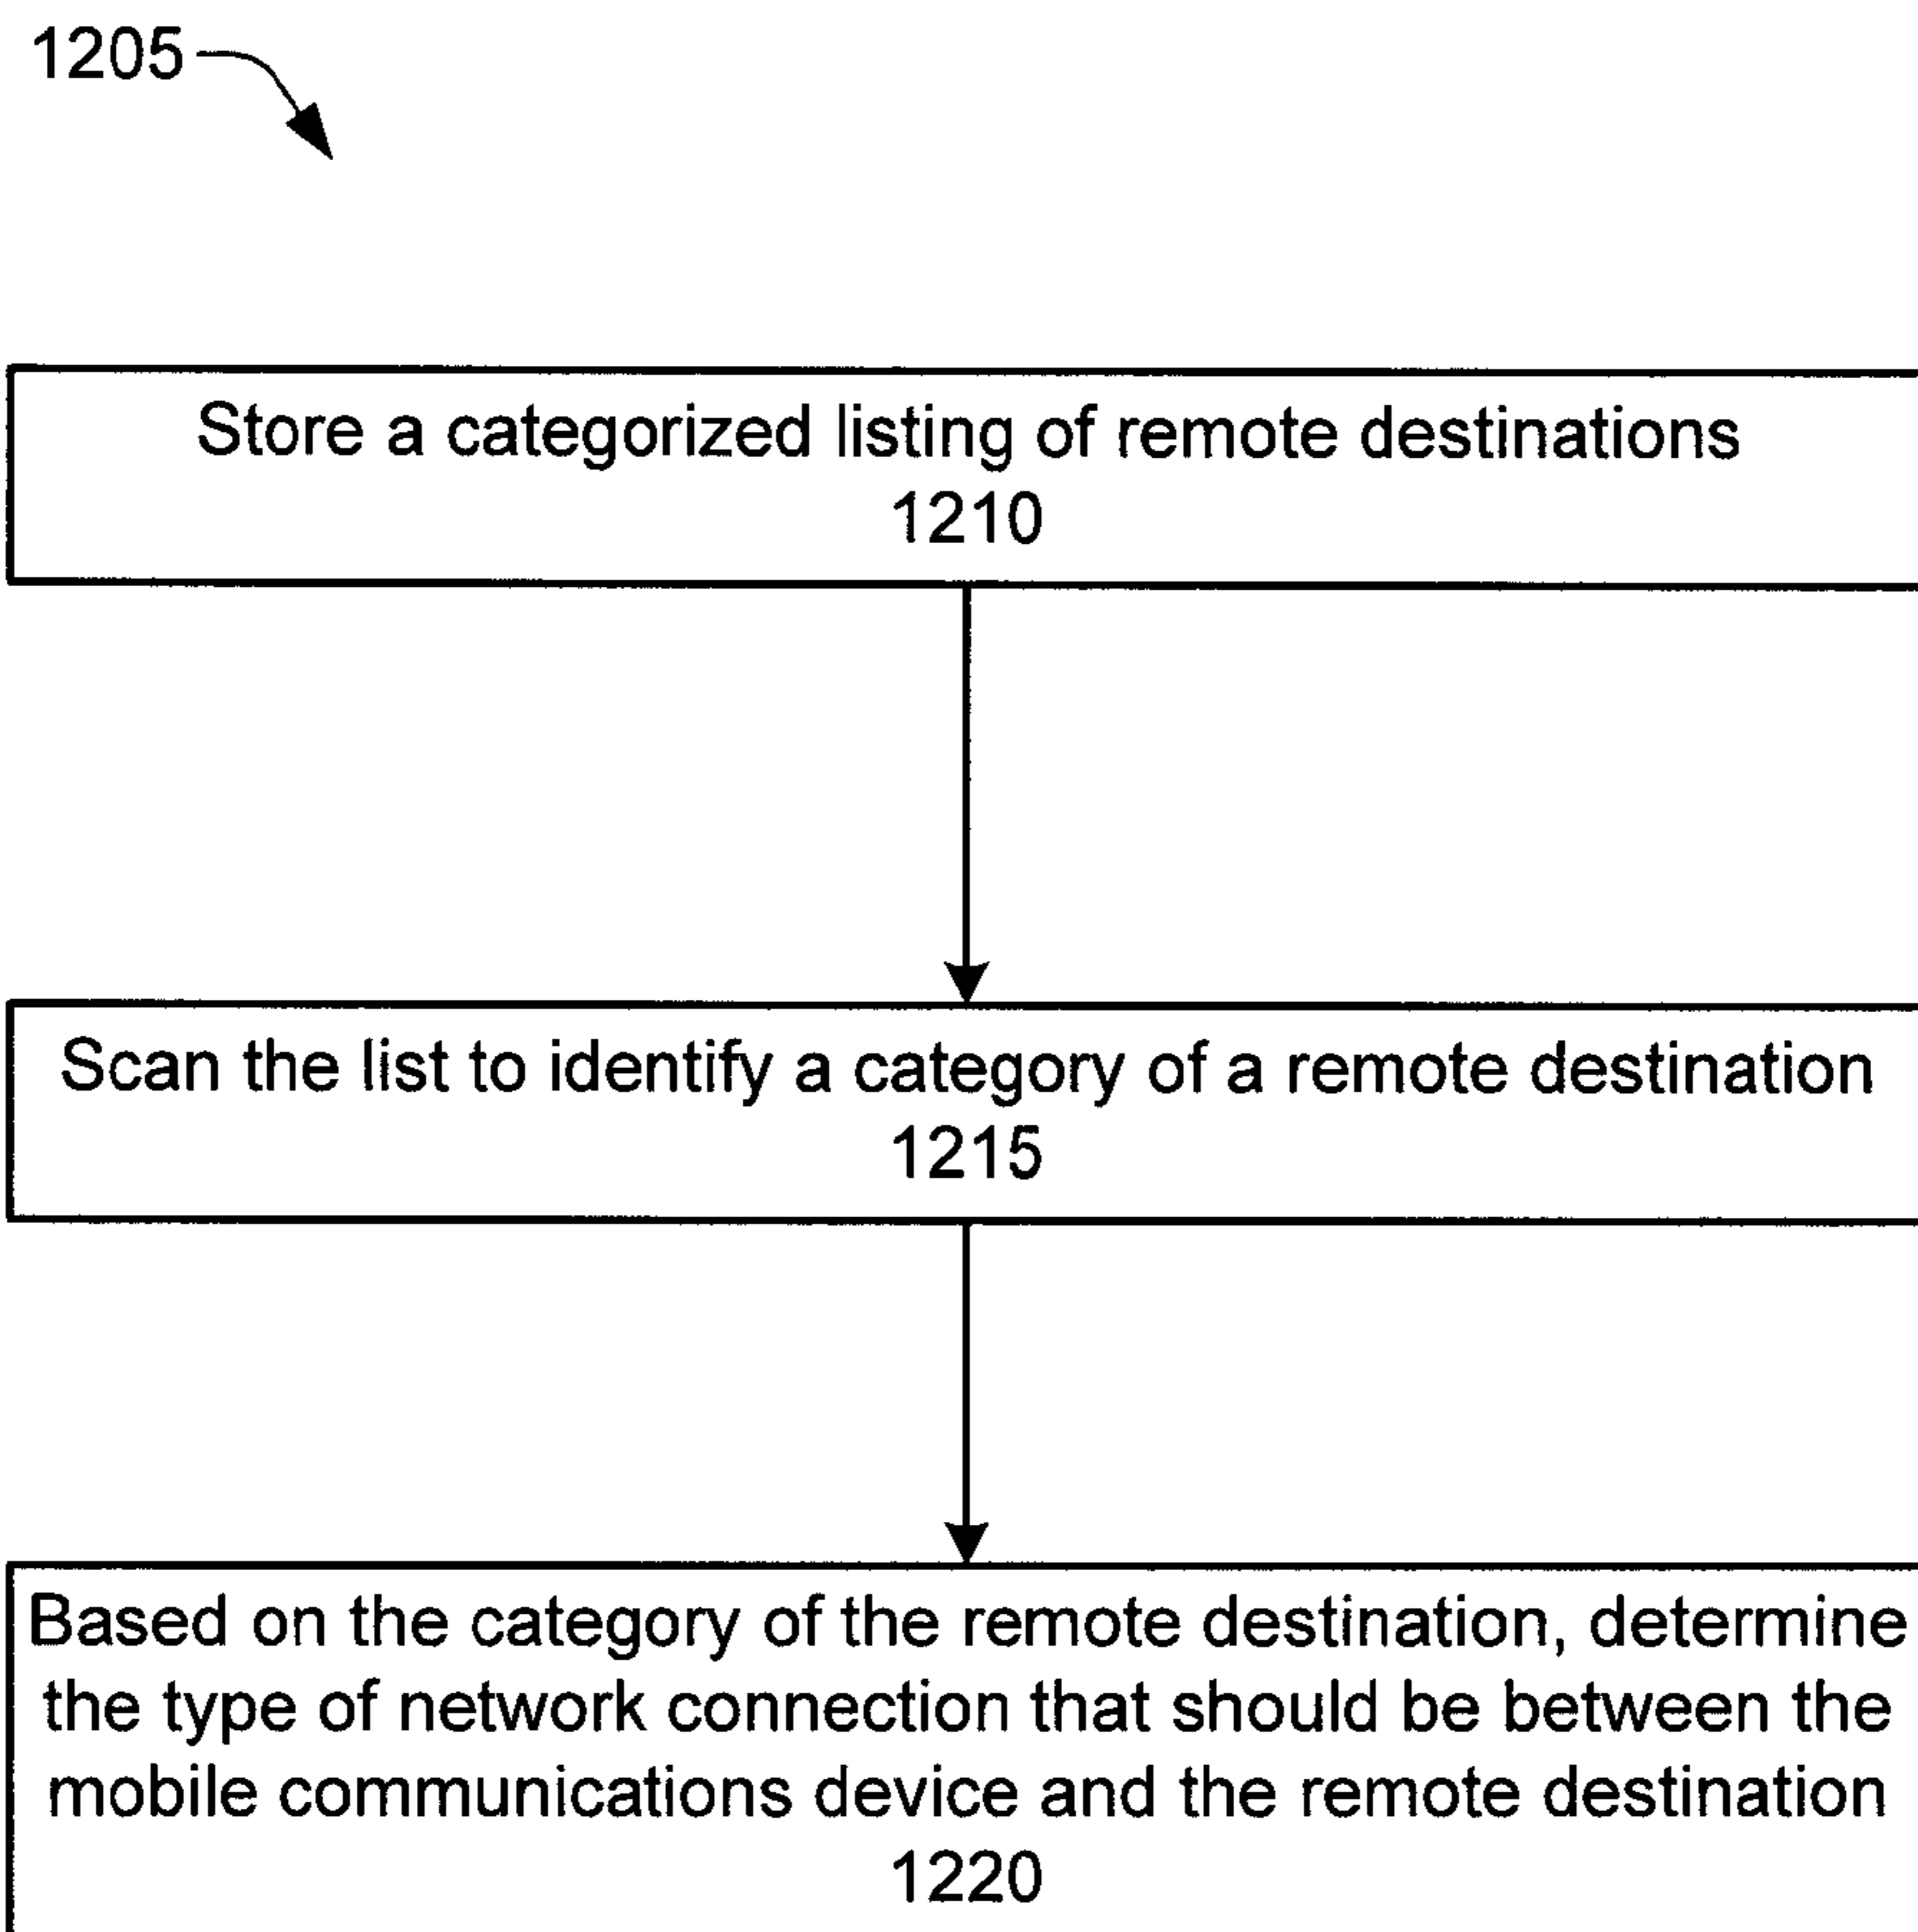 1205
Store a categorized listing of remote destinations
1210
Scan the list to identify a category of a remote destination
1215
Based on the category of the remote destination, determine
the type of network connection that should be between the
mobile communications device and the remote destination
1220